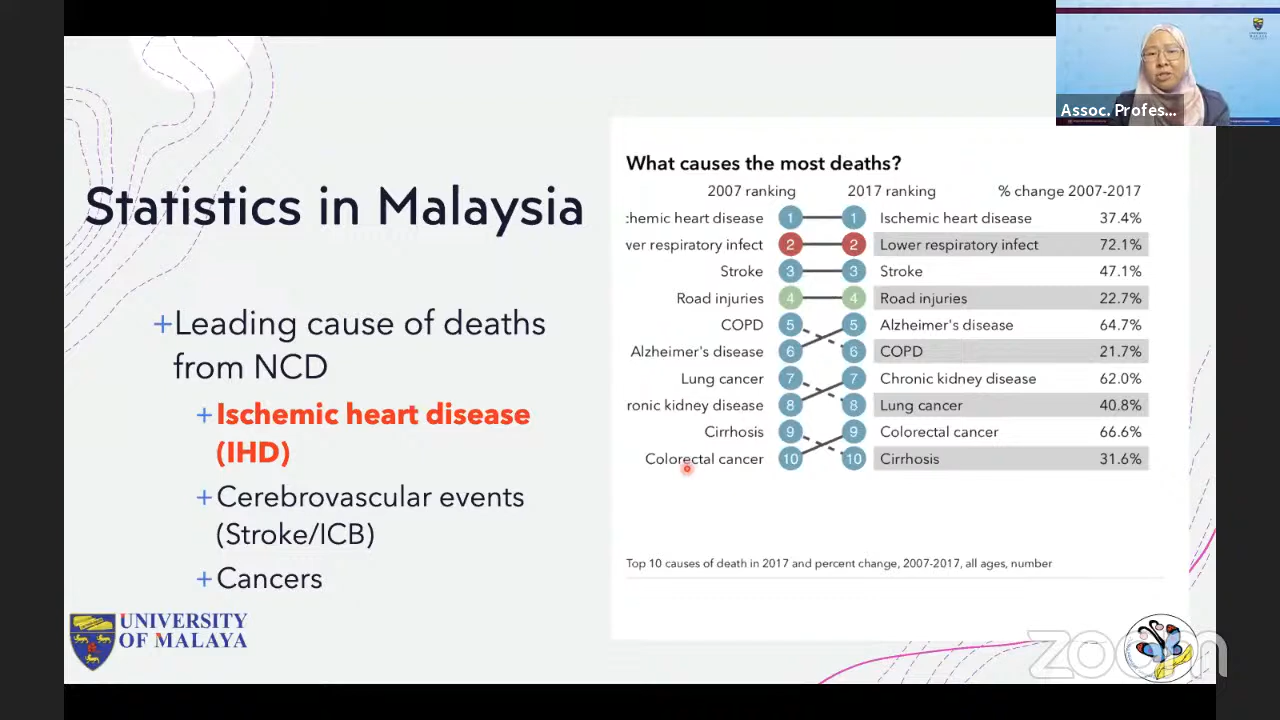 UNIVERSITY
MALAYA
Assoc. Profes...
Statistics in Malaysia
+Leading cause of deaths
from NCD
+Ischemic heart disease
(IHD)
+Cerebrovascular events
(Stroke/ICB)
+Cancers
What causes the most deaths?
2007 ranking 2017 ranking % change 2007-2017
:hemic heart disease 1 1 Ischemic heart disease 37.4%
ver respiratory infect 2 2 Lower respiratory infect 72.1%
Stroke 3 3 Stroke 47.1%
Road injuries 4 4 Road injuries 22.7%
COPD 5 5 Alzheimer's disease 64.7%
Alzheimer's disease 6 6 COPD 21.7%
Lung cancer 7 7 Chronic kidney disease 62.0%
ronic kidney disease 8 8 Lung cancer 40.8%
Cirrhosis 9 9 Colorectal cancer 66.6%
Colorectal cancer 10 10 Cirrhosis 31.6%
Top 10 causes of death in 2017 and percent change, 2007-2017, all ages, number
UNIVERSITY
OF MALAYA
zoom